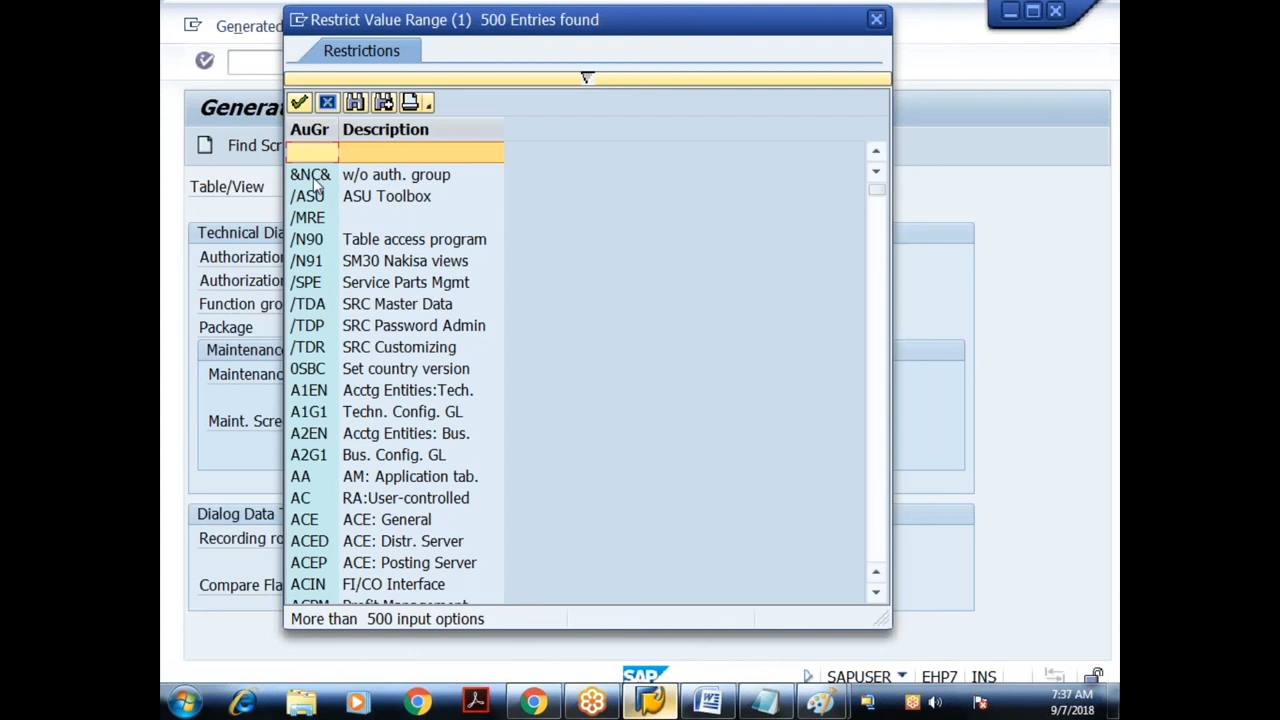 Generated
Restrict Value Range (1) 500 Entries found
Restrictions
Generat
Find Scr
AuGr Description
Table/View
&NC& w/o auth. group
/ASU ASU Toolbox
/MRE
/N90 Table access program
/N91 SM30 Nakisa views
/SPE Service Parts Mgmt
/TDA SRC Master Data
/TDP SRC Password Admin
/TDR SRC Customizing
0SBC Set country version
A1EN Acctg Entities:Tech.
A1G1 Techn. Config. GL
A2EN Acctg Entities: Bus.
A2G1 Bus. Config. GL
AA AM: Application tab.
AC RA:User-controlled
ACE ACE: General
ACED ACE: Distr. Server
ACEP ACE: Posting Server
ACIN FI/CO Interface
Technical Dia
Authorization
Authorization
Function gro
Package
Maintenanc
Maintenanc
Maint. Scre
Dialog Data T
Recording ro
Compare Fla
More than 500 input options
SAP
SAPUSER EHP7 INS
7:37 AM
9/7/2018